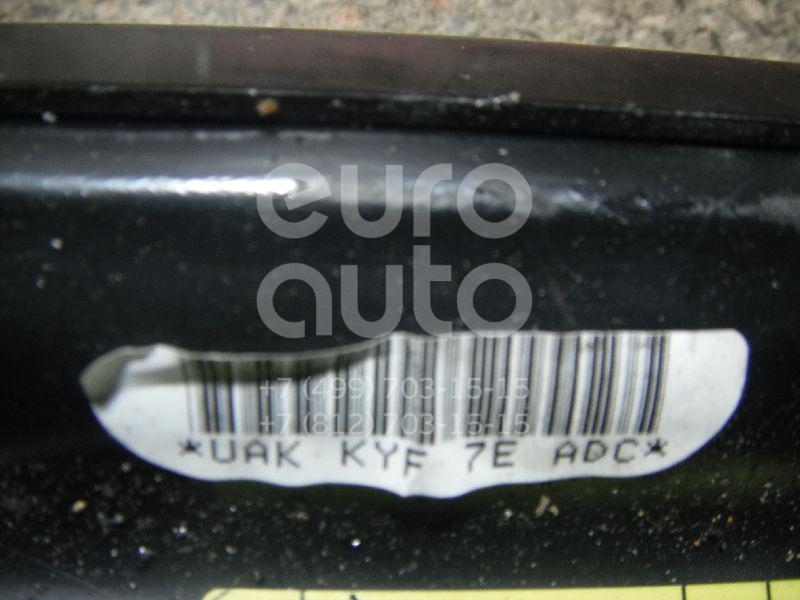 euro
auto
+7 (499) 703-15-15
+7 (812) 703-15-15
*UAK KYF 7E ADC*